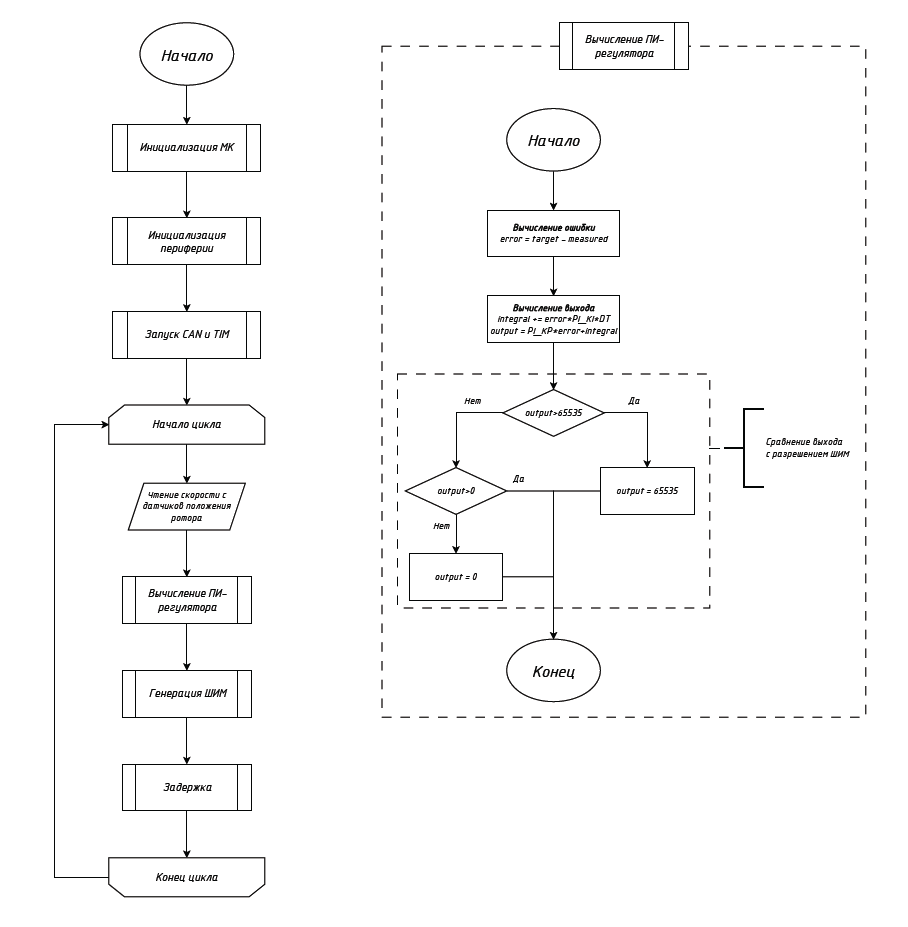 Начало
Инициализация МК
Инициализация
периферии
Запуск CAN и TIM
Начало цикла
Чтение скорости с
датчиков положения
ротора
Вычисление ПИ-
регулятора
Генерация ШИМ
Задержка
Конец цикла
Вычисление ПИ-
регулятора
Начало
Вычисление ошибки
error = target - measured
Вычисление выхода
integral += error*PI_KI*DT
output = PI_KP*error+integral
output>65535
Нет
Да
output>0
Да
Нет
output = 65535
output = 0
Сравнение выхода
с разрешением ШИМ
Конец